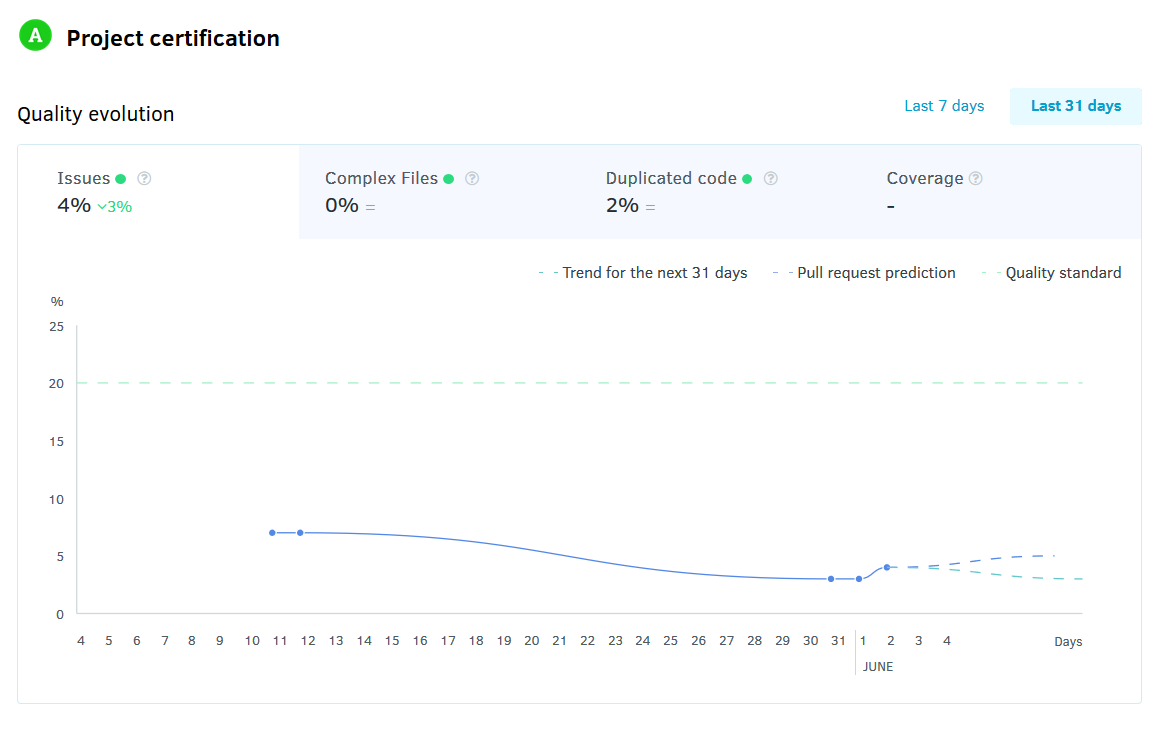 A Project certification
Quality evolution
Last 7 days Last 31 days
Issues ? Complex Files ? Duplicated code ? Coverage ?
4% 3% 0% = 2% = -
Trend for the next 31 days Pull request prediction Quality standard
%
25
20
15
10
5
0
4 5 6 7 8 9 10 11 12 13 14 15 16 17 18 19 20 21 22 23 24 25 26 27 28 29 30 31 1 2 3 4 Days
JUNE